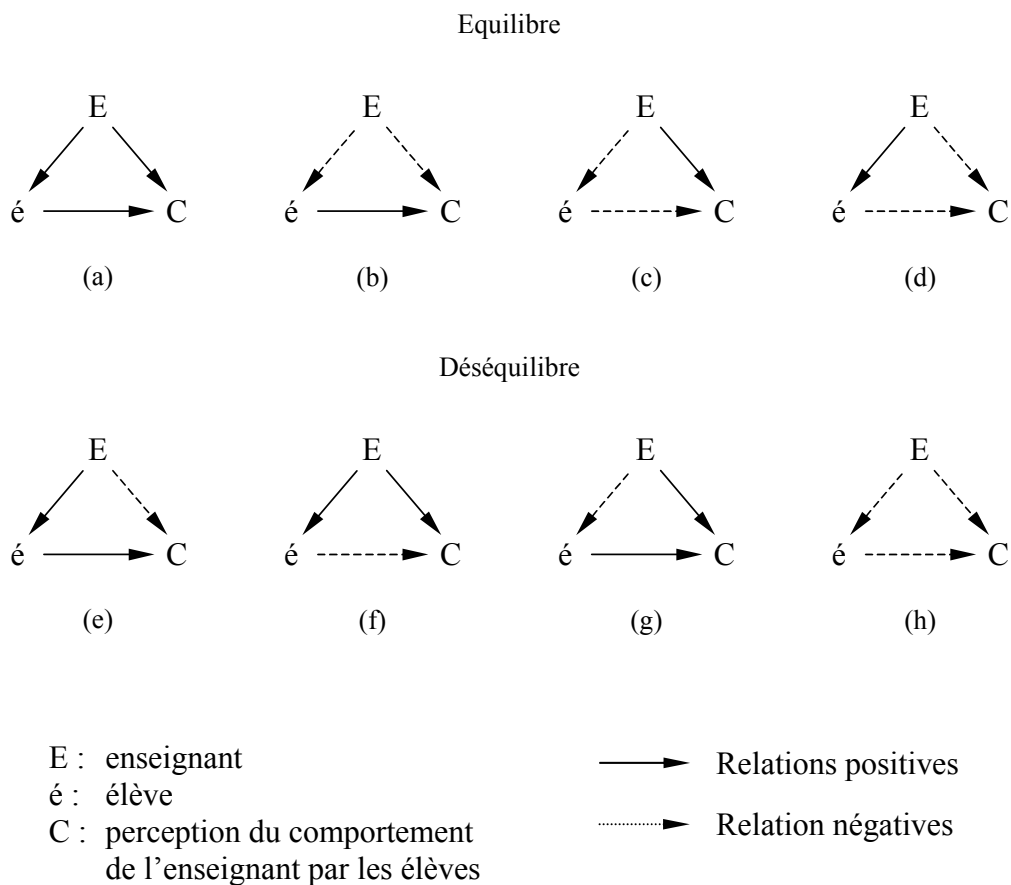 Equilibre
E E E E
é C é C é C é C
(a) (b) (c) (d)
Déséquilibre
E E E E
é C é C é C é C
(e) (f) (g) (h)
E : enseignant
é : élève
C : perception du comportement
de l’enseignant par les élèves
Relations positives
Relation négatives